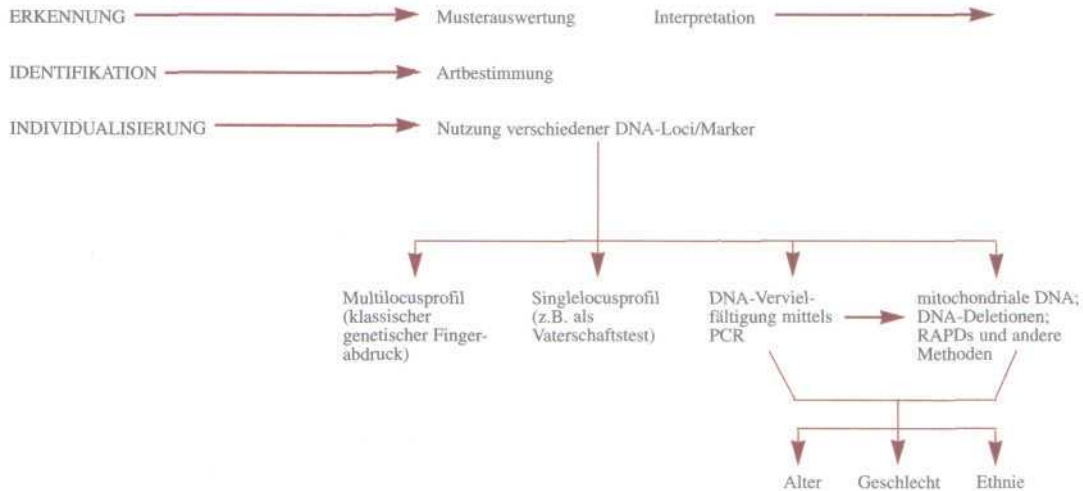 ERKENNUNG Musterauswertung Interpretation
IDENTIFIKATION Artbestimmung
INDIVIDUALISIERUNG Nutzung verschiedener DNA-Loci/Marker
Multilocusprofil
(klassischer
genetischer Finger-
abdruck)
Singlelocusprofil
(z.B. als
Vaterschaftstest)
DNA-Verviel-
fältigung mittels
PCR
mitochondriale DNA;
DNA-Deletionen;
RAPDs und andere
Methoden
Alter Geschlecht Ethnie